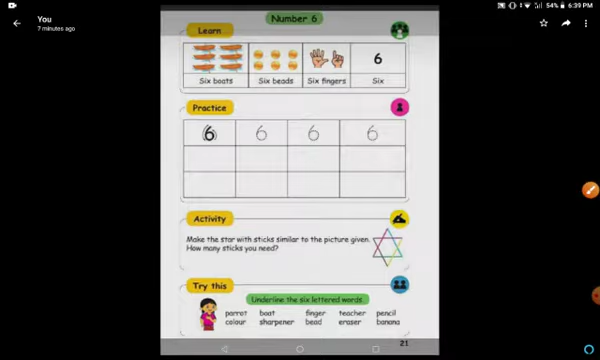 54% 6:39 PM
You
7 minutes ago
Number 6
Learn
6
Six boats Six beads Six fingers Six
Practice
6 6 6 6
Activity
Make the star with sticks similar to the picture given.
How many sticks you need?
Try this
Underline the six lettered words.
parrot boat finger teacher pencil
colour sharpener bead eraser banana
21